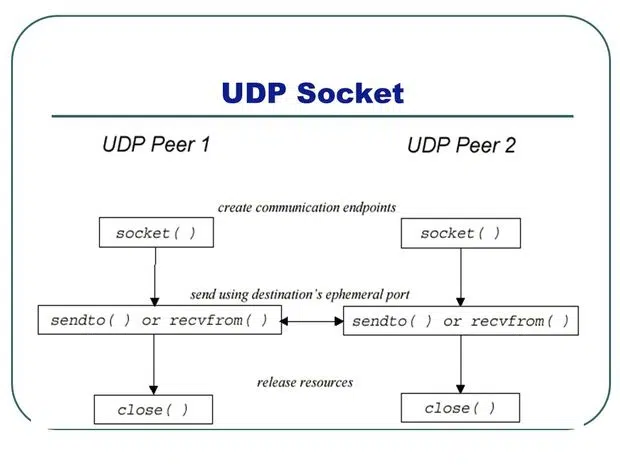 UDP Socket
UDP Peer 1
UDP Peer 2
create communication endpoints
socket( )
socket( )
send using destination's ephemeral port
sendto( ) or recvfrom( )
sendto( ) or recvfrom( )
release resources
close( )
close( )